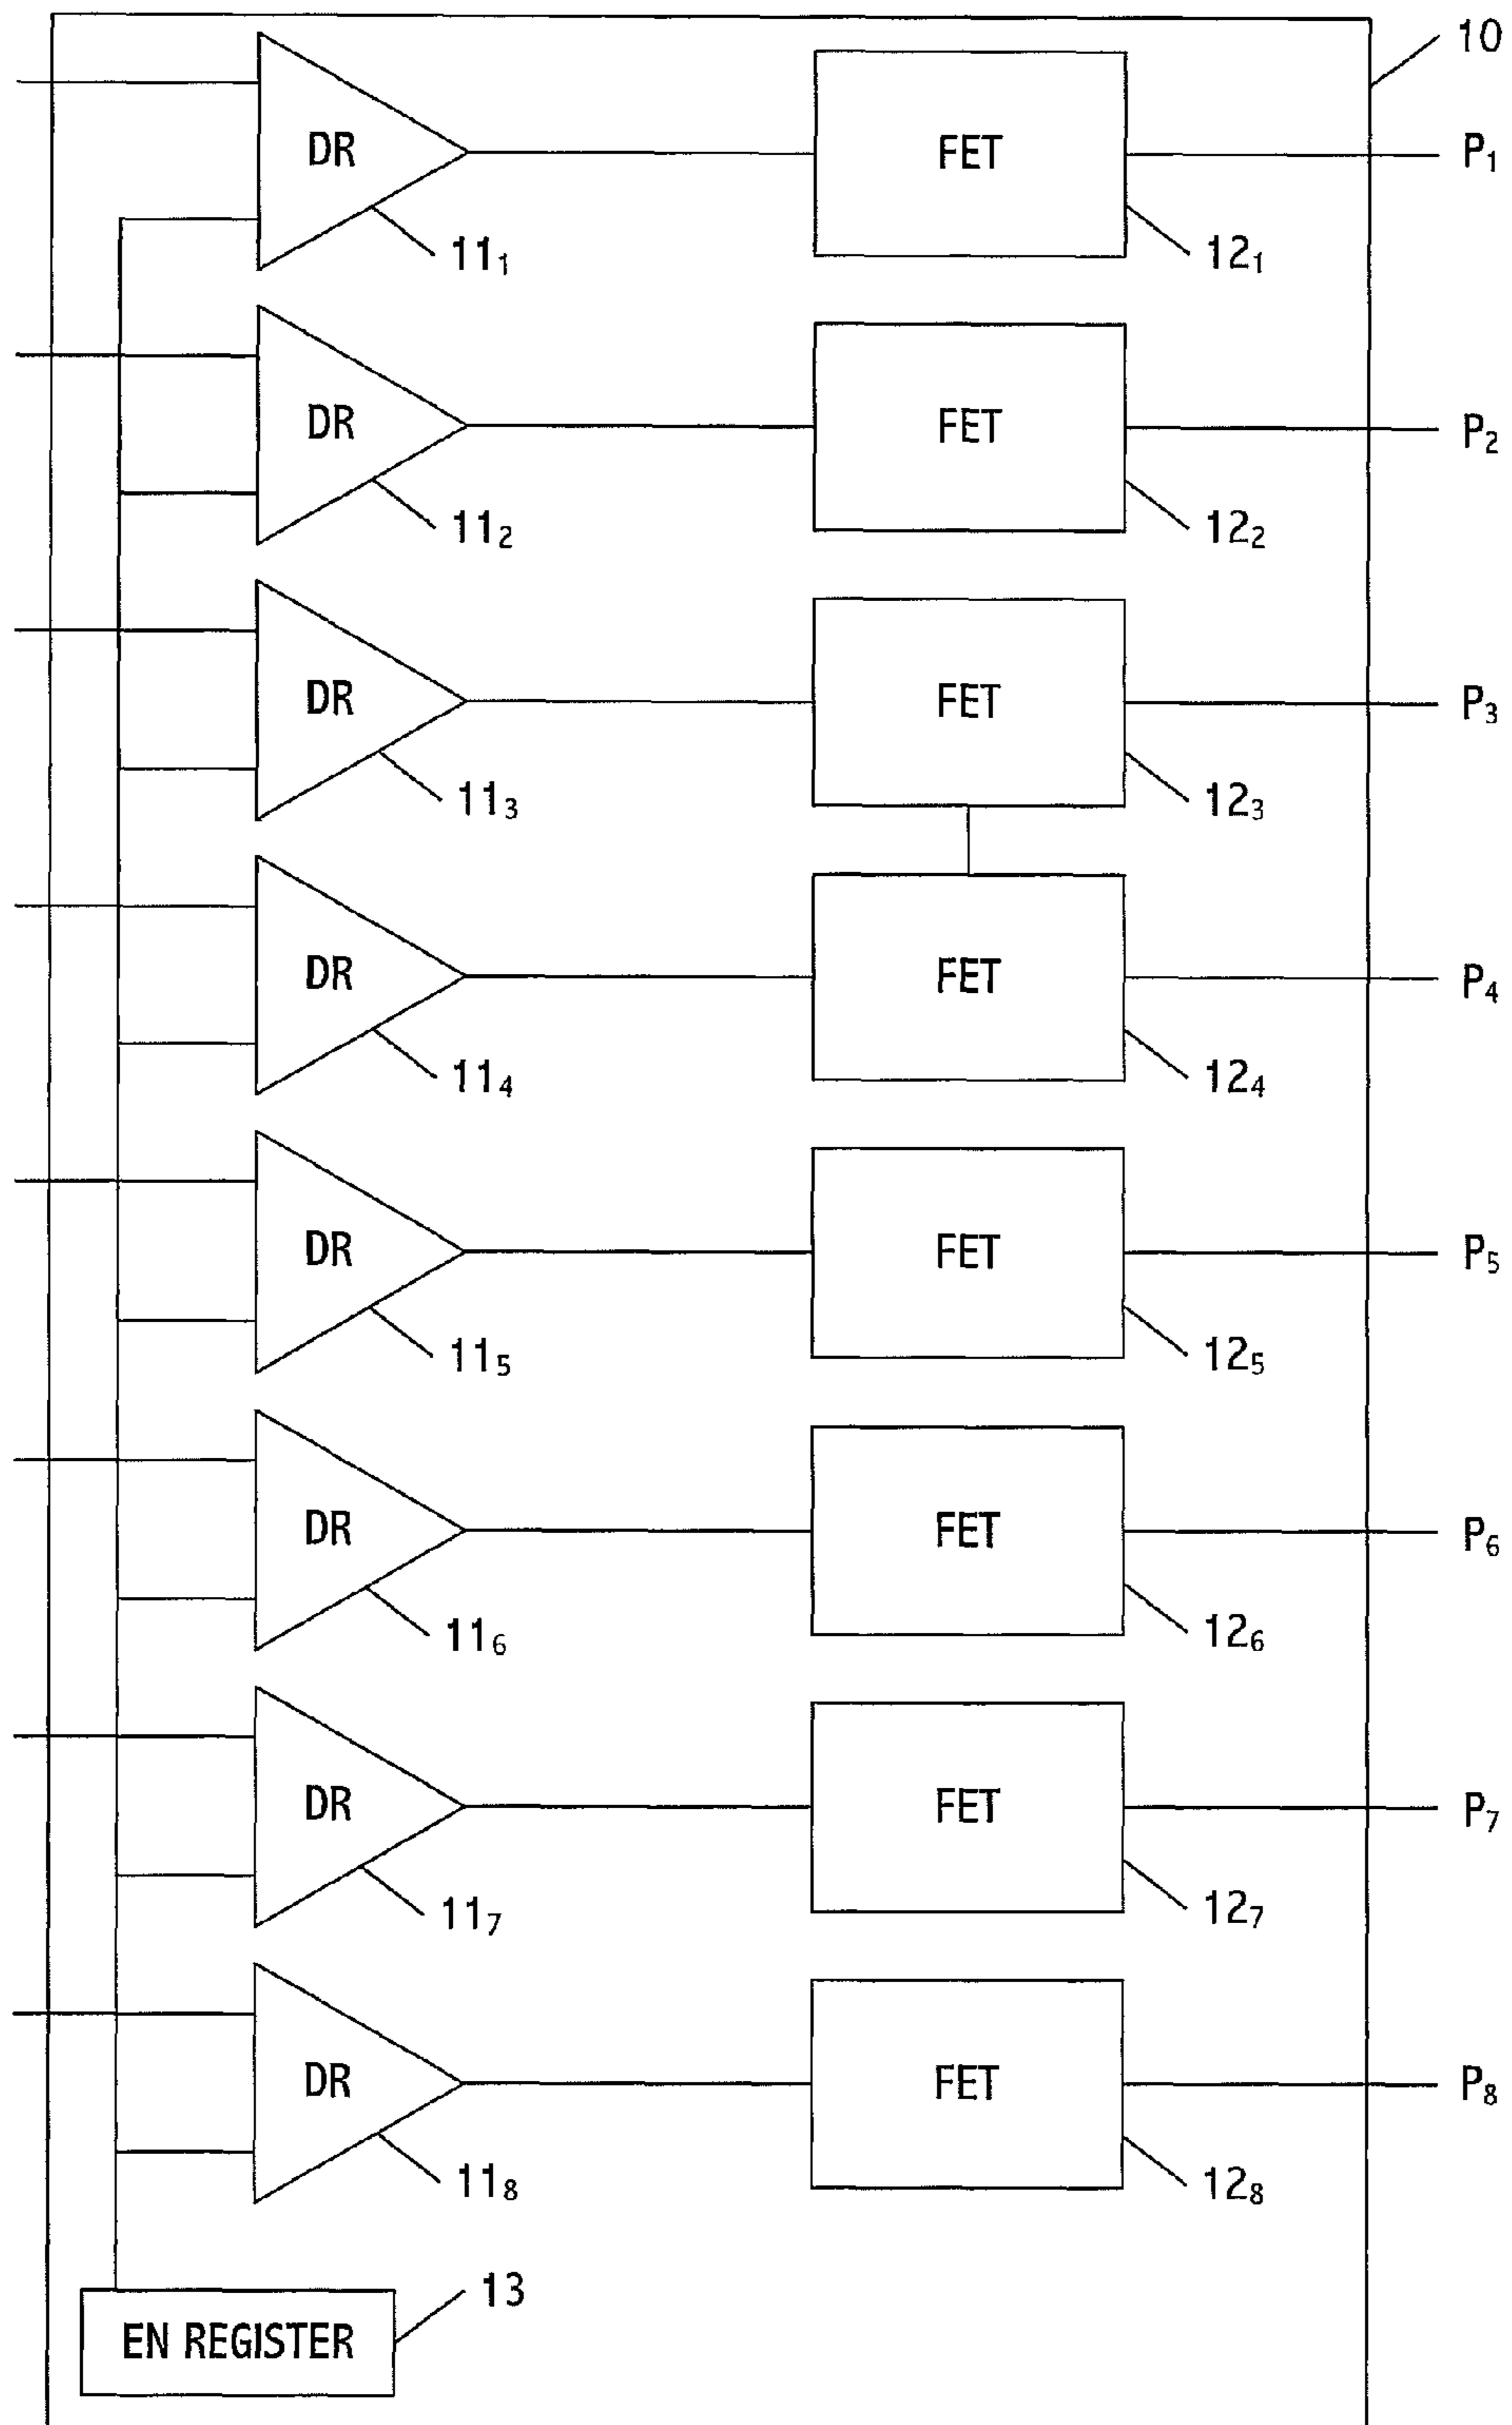 10
DR FET P₁
11₁ 12₁
DR FET P₂
11₂ 12₂
DR FET P₃
11₃ 12₃
DR FET P₄
11₄ 12₄
DR FET P₅
11₅ 12₅
DR FET P₆
11₆ 12₆
DR FET P₇
11₇ 12₇
DR FET P₈
11₈ 12₈
13
EN REGISTER